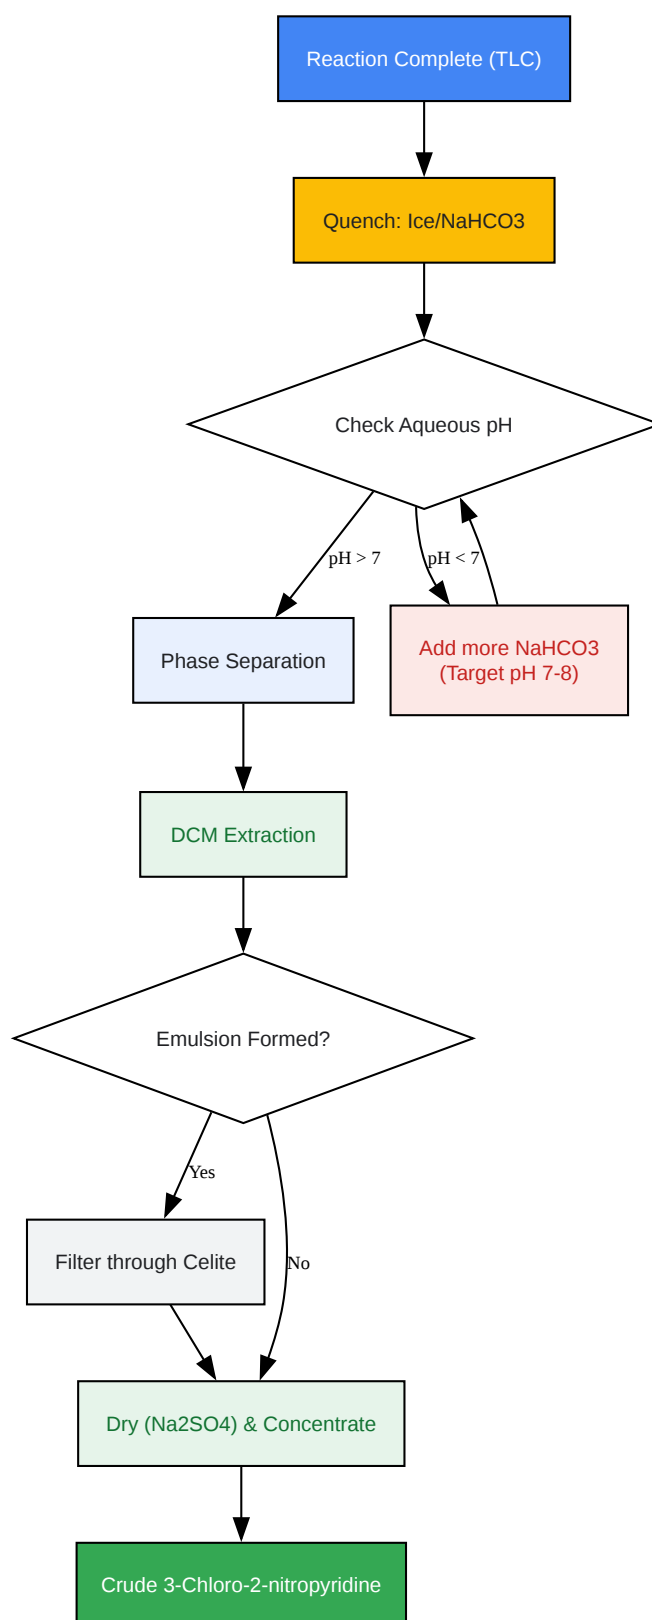 Reaction Complete (TLC)
Quench: Ice/NaHCO3
Check Aqueous pH
pH > 7
pH < 7
Phase Separation
Add more NaHCO3
(Target pH 7-8)
DCM Extraction
Emulsion Formed?
Yes
Filter through Celite
No
Dry (Na2SO4) & Concentrate
Crude 3-Chloro-2-nitropyridine